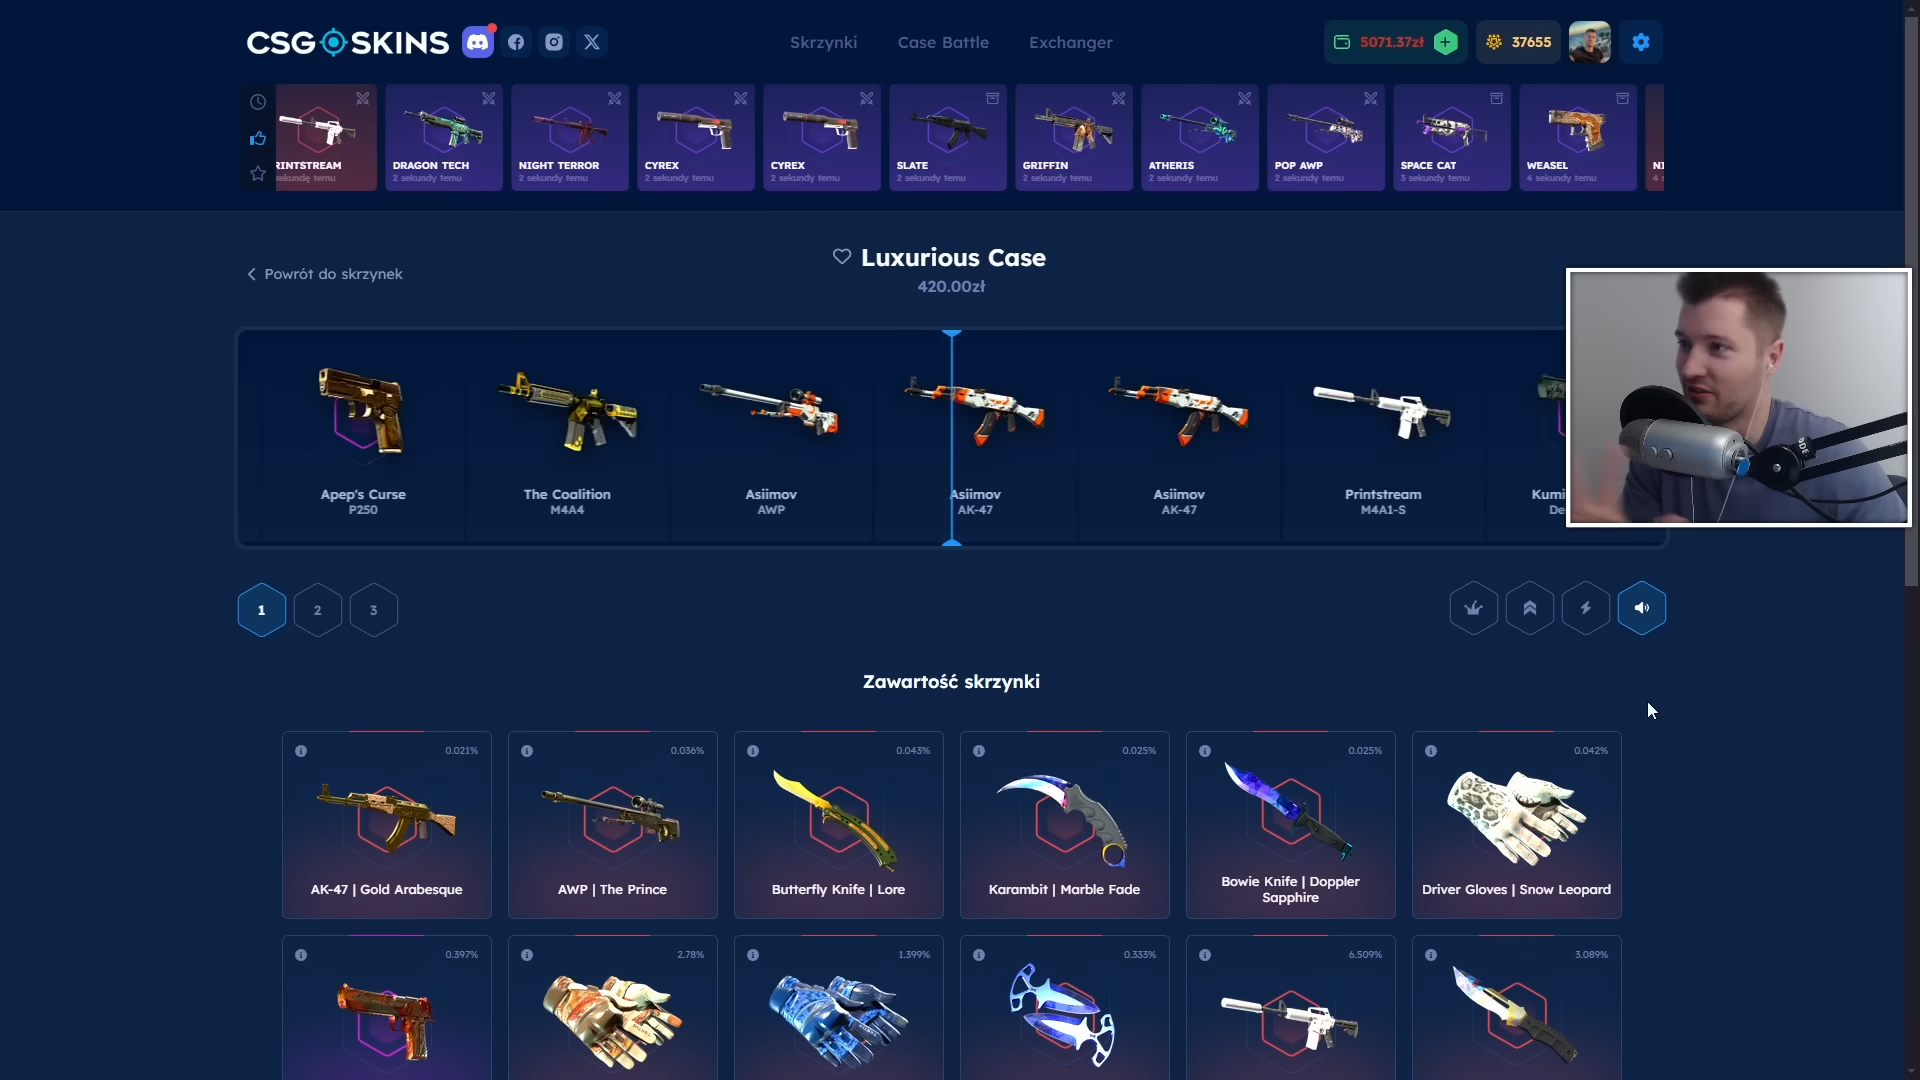 CSG SKINS
Skrzynki
Case Battle
Exchanger
5071.37zł
37655
RINTSTREAM
DRAGON TECH
2 sekundy temu
NIGHT TERROR
2 sekundy temu
CYREX
2 sekundy temu
CYREX
2 sekundy temu
SLATE
2 sekundy temu
GRIFFIN
2 sekundy temu
ATHERIS
2 sekundy temu
POP AWP
2 sekundy temu
SPACE CAT
3 sekundy temu
WEASEL
4 sekundy temu
Powrót do skrzynek
Luxurious Case
420.00zł
Apep's Curse
P250
The Coalition
M4A4
Asiimov
AWP
Asiimov
AK-47
Asiimov
AK-47
Printstream
M4A1-S
Kumi
De
1
2
3
Zawartość skrzynki
0.021%
AK-47 | Gold Arabesque
0.036%
AWP | The Prince
0.043%
Butterfly Knife | Lore
0.025%
Karambit | Marble Fade
0.025%
Bowie Knife | Doppler
Sapphire
0.042%
Driver Gloves | Snow Leopard
0.397%
2.78%
1.399%
0.333%
6.509%
3.089%